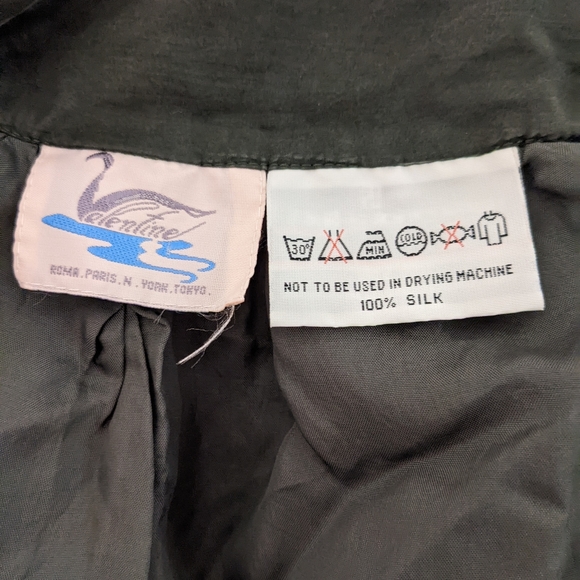 Valentine
ROMA.PARIS.N.YORK.TOKYO.
30°
MIN
COLD
NOT TO BE USED IN DRYING MACHINE
100% SILK